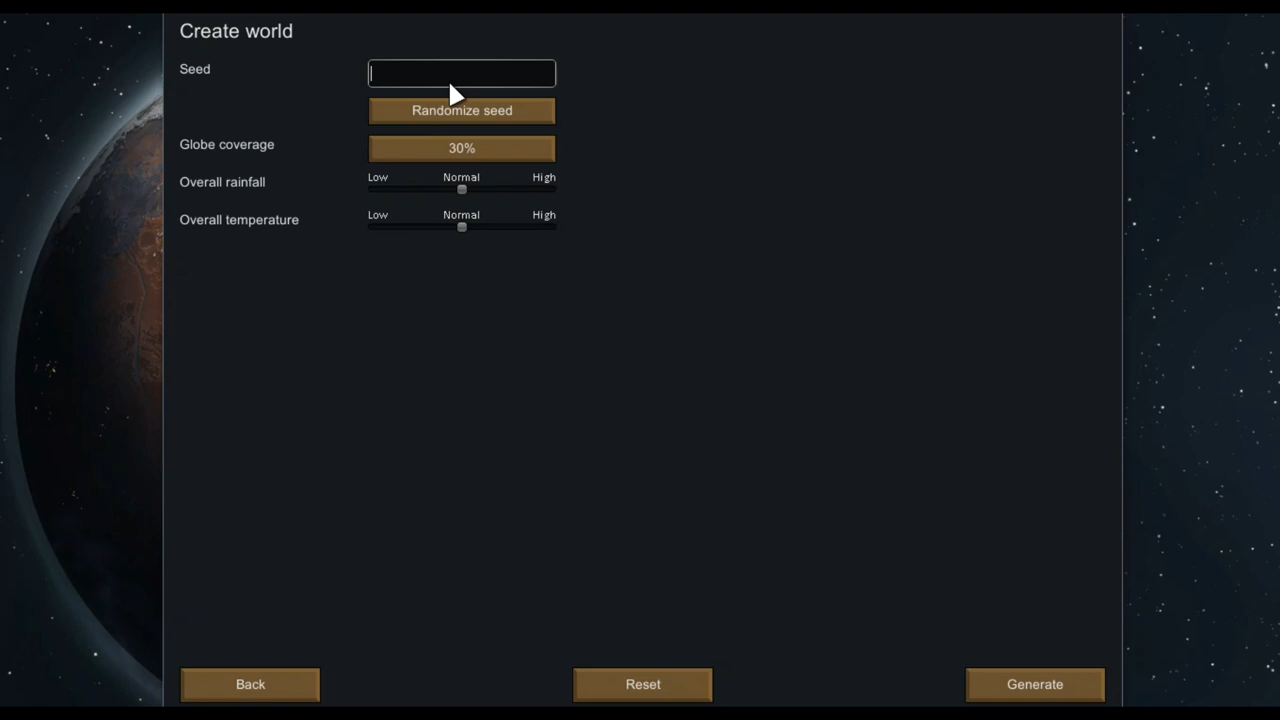 Create world
Seed
Randomize seed
Globe coverage 30%
Low Normal High
Overall rainfall
Low Normal High
Overall temperature
Back Reset Generate